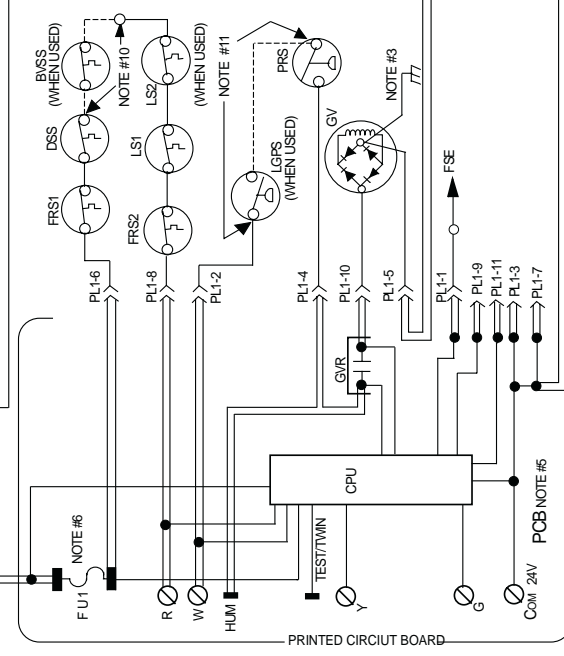 BVSS
(WHEN USED)
NOTE #10
LS2
(WHEN USED)
NOTE #11
PRS
NOTE #3
DSS
LS1
LGPS
(WHEN USED)
GV
FSE
FRS1
FRS2
PL1-6
PL1-8
PL1-2
PL1-4
PL1-10
PL1-5
PL1-1
PL1-9
PL1-11
PL1-3
PL1-7
GVR
CPU
NOTE #6
F U1
R
W
HUM
TEST/TWIN
Y
G
COM 24V
PCB NOTE #5
PRINTED CIRCIUT BOARD